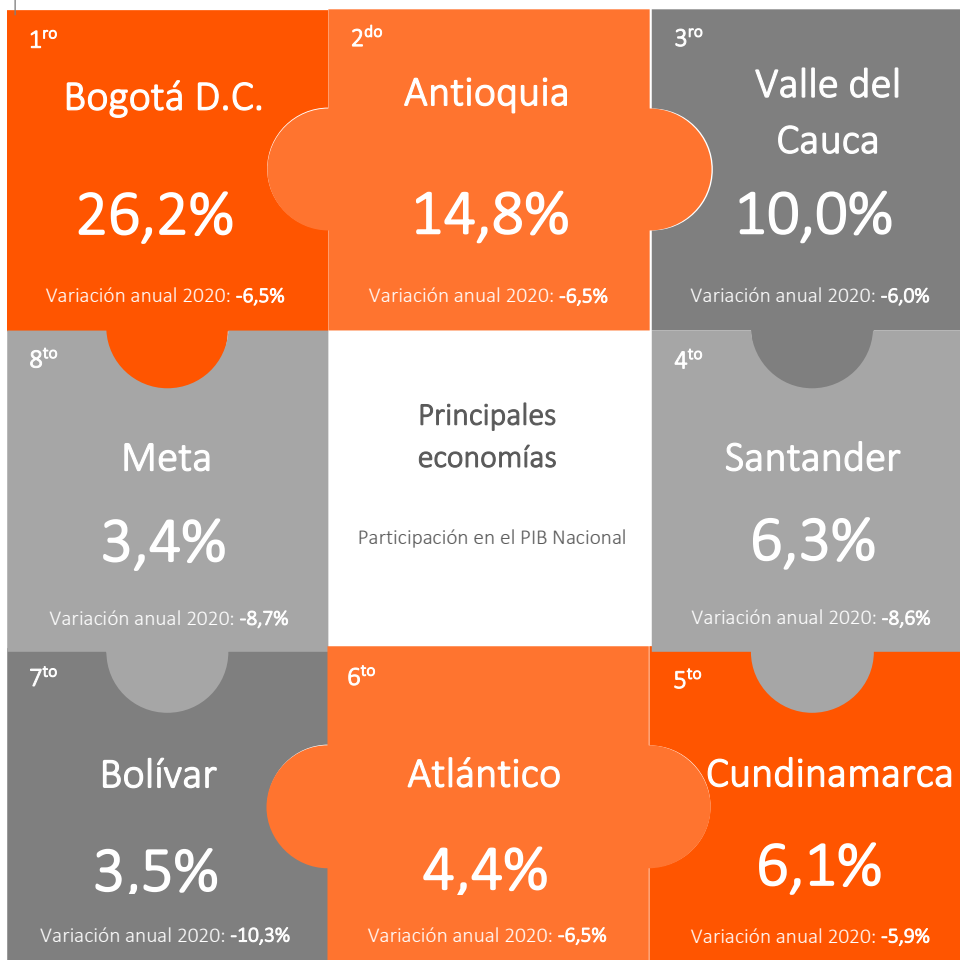 1ro
Bogotá D.C.
26,2%
Variación anual 2020: -6,5%
2do
Antioquia
14,8%
Variación anual 2020: -6,5%
3ro
Valle del
Cauca
10,0%
Variación anual 2020: -6,0%
8to
Meta
3,4%
Variación anual 2020: -8,7%
Principales
economías
Participación en el PIB Nacional
4to
Santander
6,3%
Variación anual 2020: -8,6%
7to
Bolívar
3,5%
Variación anual 2020: -10,3%
6to
Atlántico
4,4%
Variación anual 2020: -6,5%
5to
Cundinamarca
6,1%
Variación anual 2020: -5,9%